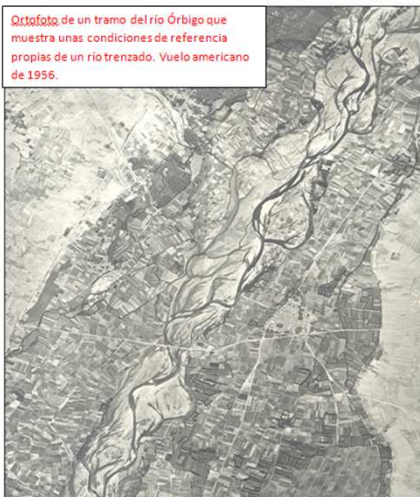 Ortofoto de un tramo del río Órbigo que
muestra unas condiciones de referencia
propias de un río trenzado. Vuelo americano
de 1956.